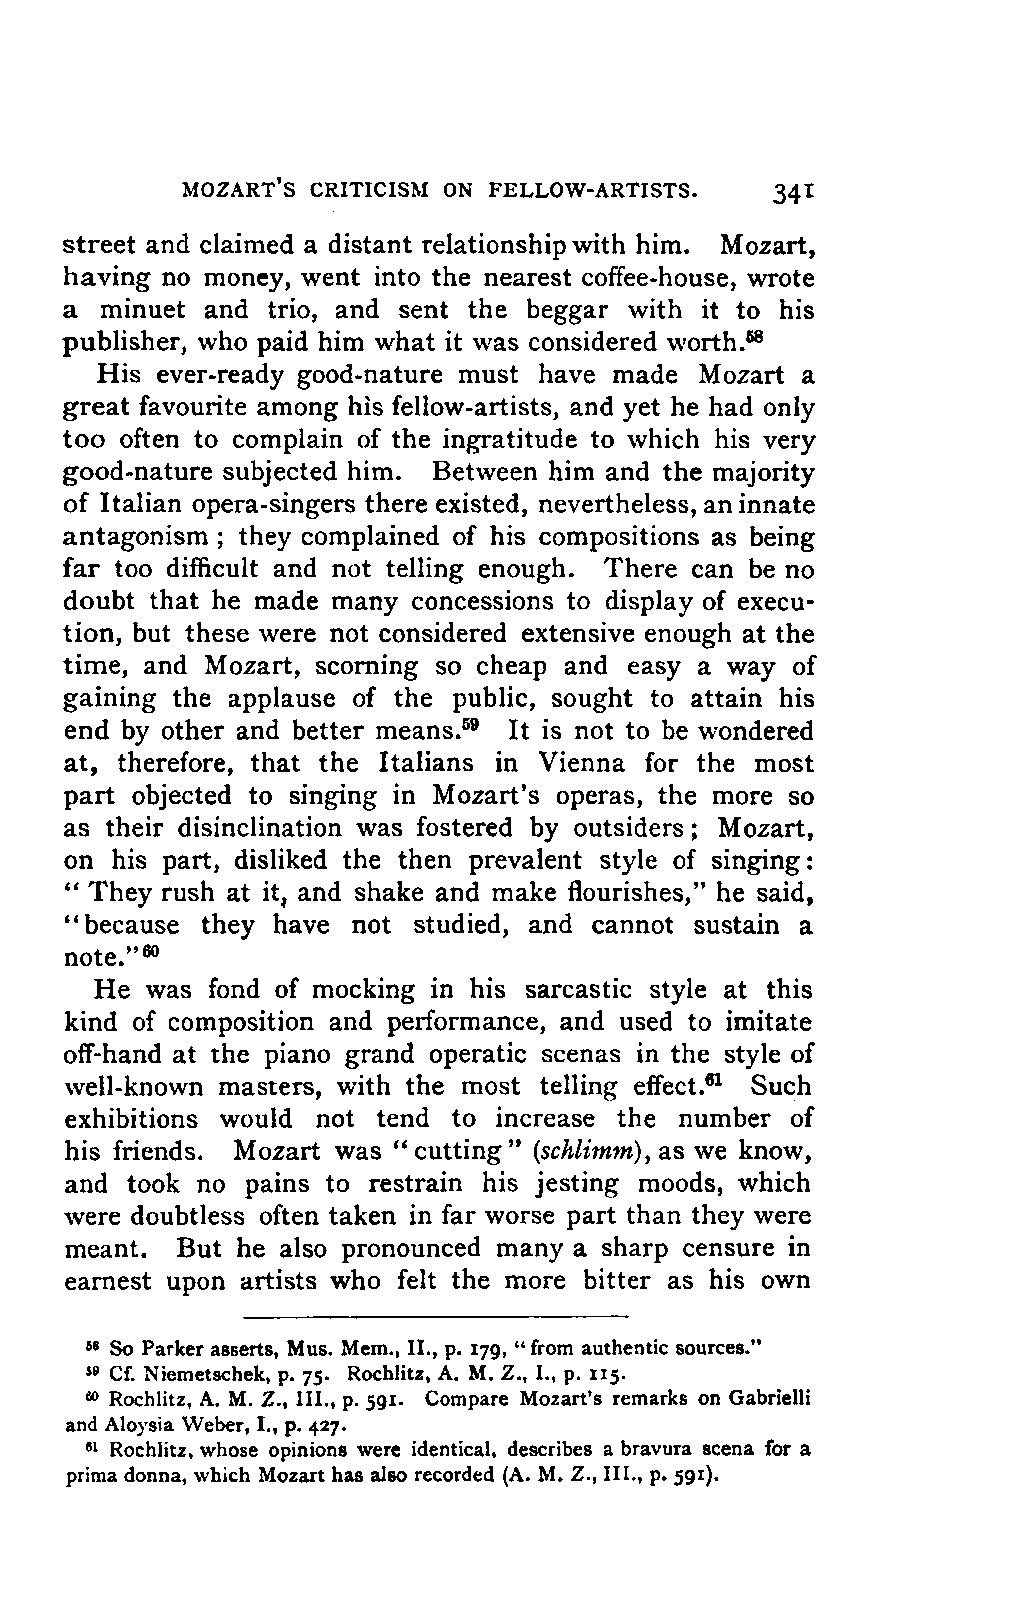 MOZART'S CRITICISM ON FELLOW-ARTISTS. 341
street and claimed a distant relationship with him. Mozart,
having no money, went into the nearest coffee-house, wrote
a minuet and trio, and sent the beggar with it to his
publisher, who paid him what it was considered worth.⁵⁸
His ever-ready good-nature must have made Mozart a
great favourite among his fellow-artists, and yet he had only
too often to complain of the ingratitude to which his very
good-nature subjected him. Between him and the majority
of Italian opera-singers there existed, nevertheless, an innate
antagonism ; they complained of his compositions as being
far too difficult and not telling enough. There can be no
doubt that he made many concessions to display of execu-
tion, but these were not considered extensive enough at the
time, and Mozart, scorning so cheap and easy a way of
gaining the applause of the public, sought to attain his
end by other and better means.⁵⁹ It is not to be wondered
at, therefore, that the Italians in Vienna for the most
part objected to singing in Mozart's operas, the more so
as their disinclination was fostered by outsiders ; Mozart,
on his part, disliked the then prevalent style of singing:
" They rush at it, and shake and make flourishes," he said,
"because they have not studied, and cannot sustain a
note."⁶⁰
He was fond of mocking in his sarcastic style at this
kind of composition and performance, and used to imitate
off-hand at the piano grand operatic scenas in the style of
well-known masters, with the most telling effect.⁶¹ Such
exhibitions would not tend to increase the number of
his friends. Mozart was " cutting " (schlimm), as we know,
and took no pains to restrain his jesting moods, which
were doubtless often taken in far worse part than they were
meant. But he also pronounced many a sharp censure in
earnest upon artists who felt the more bitter as his own
⁵⁸ So Parker asserts, Mus. Mem., II., p. 179, "from authentic sources."
⁵⁹ Cf. Niemetschek, p. 75. Rochlitz, A. M. Z., I., p. 115.
⁶⁰ Rochlitz, A. M. Z., III., p. 591. Compare Mozart's remarks on Gabrielli
and Aloysia Weber, I., p. 427.
⁶¹ Rochlitz, whose opinions were identical, describes a bravura scena for a
prima donna, which Mozart has also recorded (A. M. Z., III., p. 591).